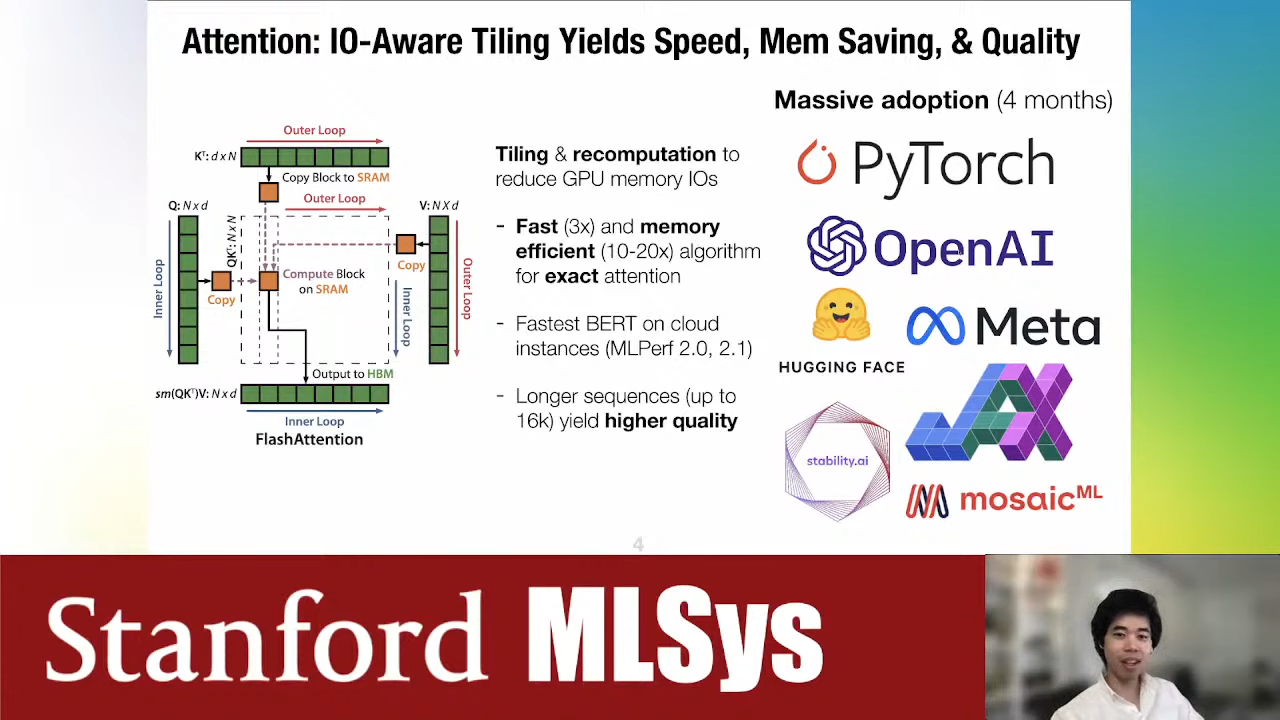 Attention: IO-Aware Tiling Yields Speed, Mem Saving, & Quality
Massive adoption (4 months)
Outer Loop
Kᵀ: d x N
Copy Block to SRAM
Outer Loop
Q: N x d
V: N X d
QKᵀ: N x N
Inner Loop
Copy
Compute Block
on SRAM
Copy
Inner Loop
Outer Loop
Output to HBM
sm(QKᵀ)V: N x d
Inner Loop
FlashAttention
Tiling & recomputation to
reduce GPU memory IOs
- Fast (3x) and memory
efficient (10-20x) algorithm
for exact attention
- Fastest BERT on cloud
instances (MLPerf 2.0, 2.1)
- Longer sequences (up to
16k) yield higher quality
PyTorch
OpenAI
HUGGING FACE
Meta
JAX
stability.ai
mosaicML
4
Stanford MLSys